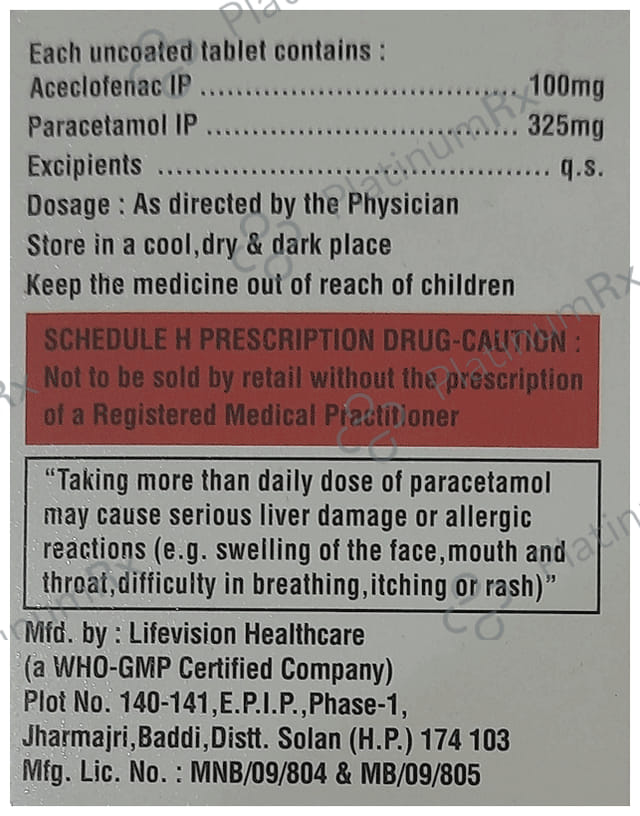 Each uncoated tablet contains :
Aceclofenac IP .................................... 100mg
Paracetamol IP ................................... 325mg
Excipients ............................................ q.s.
Dosage : As directed by the Physician
Store in a cool,dry & dark place
Keep the medicine out of reach of children
SCHEDULE H PRESCRIPTION DRUG-CAUTION :
Not to be sold by retail without the prescription
of a Registered Medical Practitioner
“Taking more than daily dose of paracetamol
may cause serious liver damage or allergic
reactions (e.g. swelling of the face,mouth and
throat,difficulty in breathing,itching or rash)”
Mfd. by : Lifevision Healthcare
(a WHO-GMP Certified Company)
Plot No. 140-141,E.P.I.P.,Phase-1,
Jharmajri,Baddi,Distt. Solan (H.P.) 174 103
Mfg. Lic. No. : MNB/09/804 & MB/09/805
PlatinumRx
PlatinumRx
PlatinumRx